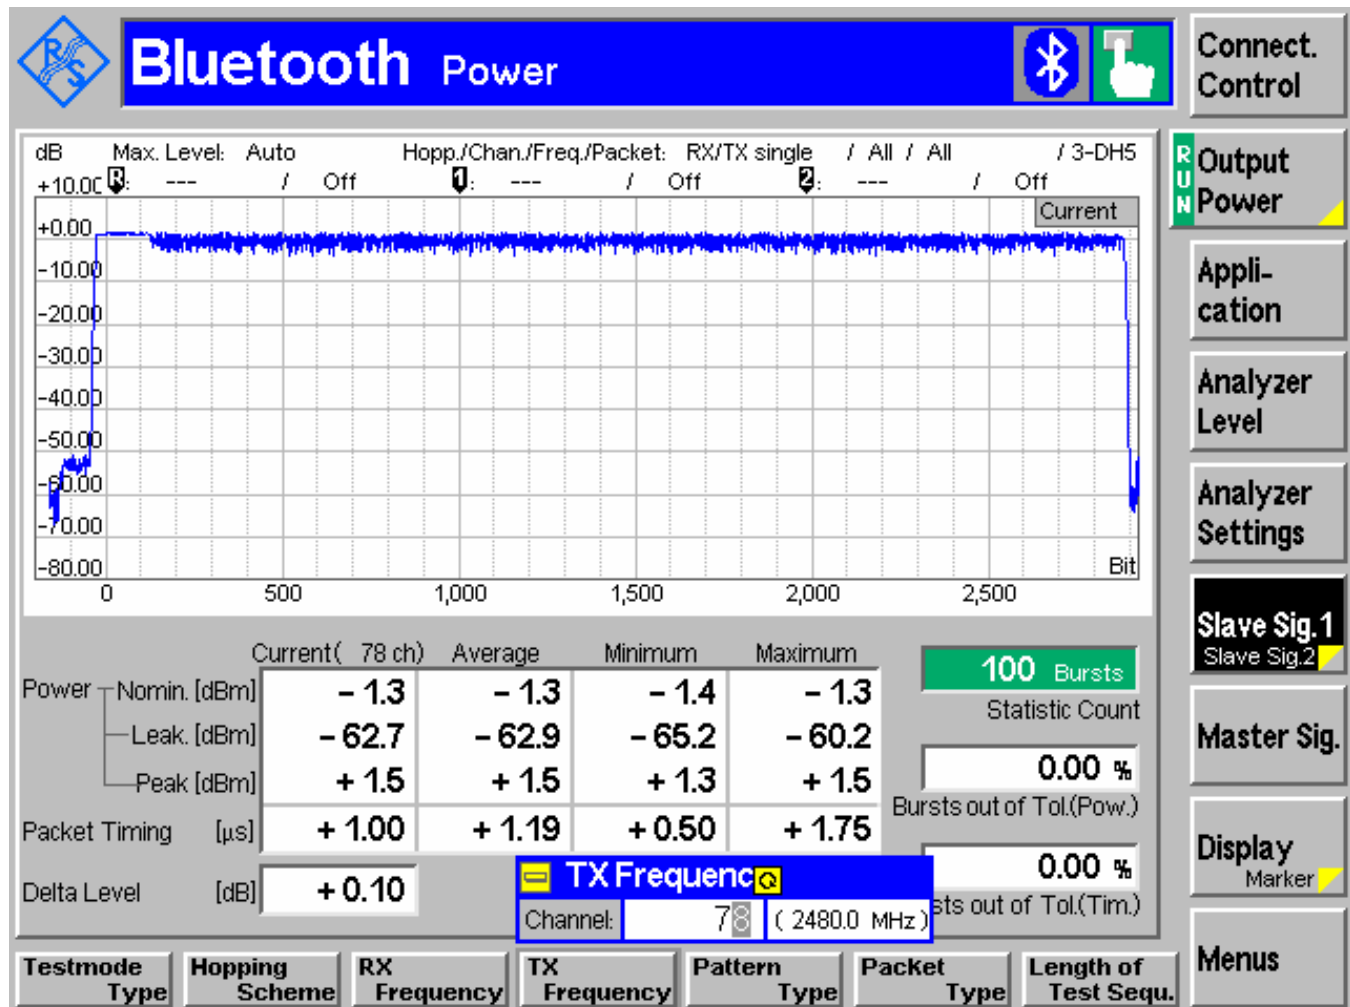 R S
Bluetooth Power
Connect. Control
dB Max. Level: Auto Hopp./Chan./Freq./Packet: RX/TX single / All / All / 3-DH5
R: --- / Off 1: --- / Off 2: --- / Off
Current
+10.00
+0.00
-10.00
-20.00
-30.00
-40.00
-50.00
-60.00
-70.00
-80.00
Bit
0 500 1,000 1,500 2,000 2,500
RUN
Output Power
Appli-
cation
Analyzer Level
Analyzer Settings
Slave Sig.1
Slave Sig.2
Master Sig.
Display
Marker
Menus
Current( 78 ch) Average Minimum Maximum
Power Nomin. [dBm] - 1.3 - 1.3 - 1.4 - 1.3
Leak. [dBm] - 62.7 - 62.9 - 65.2 - 60.2
Peak [dBm] + 1.5 + 1.5 + 1.3 + 1.5
Packet Timing [µs] + 1.00 + 1.19 + 0.50 + 1.75
Delta Level [dB] + 0.10
100 Bursts
Statistic Count
0.00 %
Bursts out of Tol.(Pow.)
0.00 %
sts out of Tol.(Tim.)
TX Frequenc
Channel: 78 ( 2480.0 MHz )
Testmode Type
Hopping Scheme
RX Frequency
TX Frequency
Pattern Type
Packet Type
Length of Test Sequ.